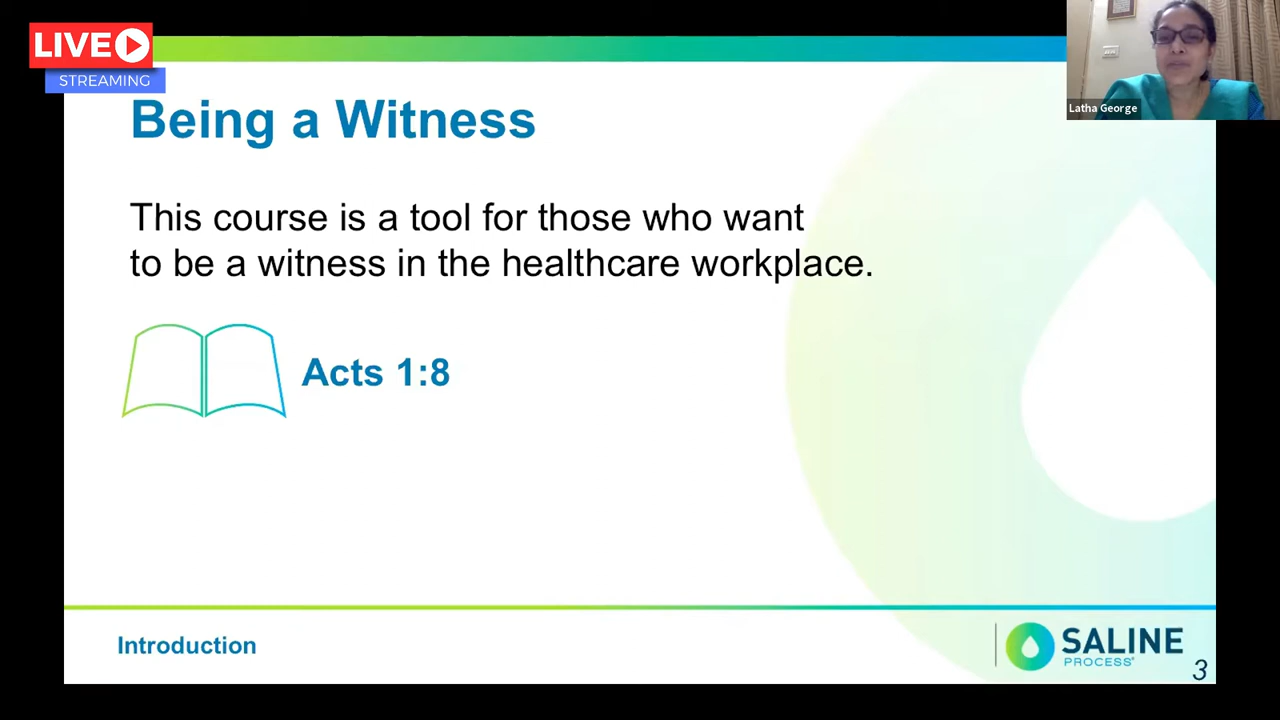 LIVE
STREAMING
Latha George
Being a Witness
This course is a tool for those who want
to be a witness in the healthcare workplace.
Acts 1:8
Introduction
SALINE
PROCESS®
3